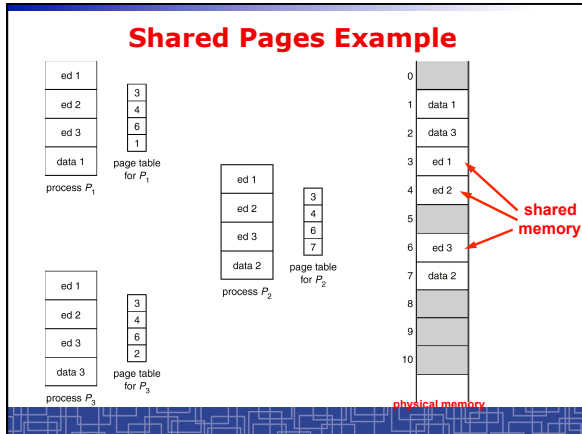 Shared Pages Example
ed 1
ed 2
ed 3
data 1
process P1
3
4
6
1
page table
for P1
ed 1
ed 2
ed 3
data 2
process P2
3
4
6
7
page table
for P2
ed 1
ed 2
ed 3
data 3
process P3
3
4
6
2
page table
for P3
0
1 data 1
2 data 3
3 ed 1
4 ed 2
5
6 ed 3
7 data 2
8
9
10
shared
memory
physical memory